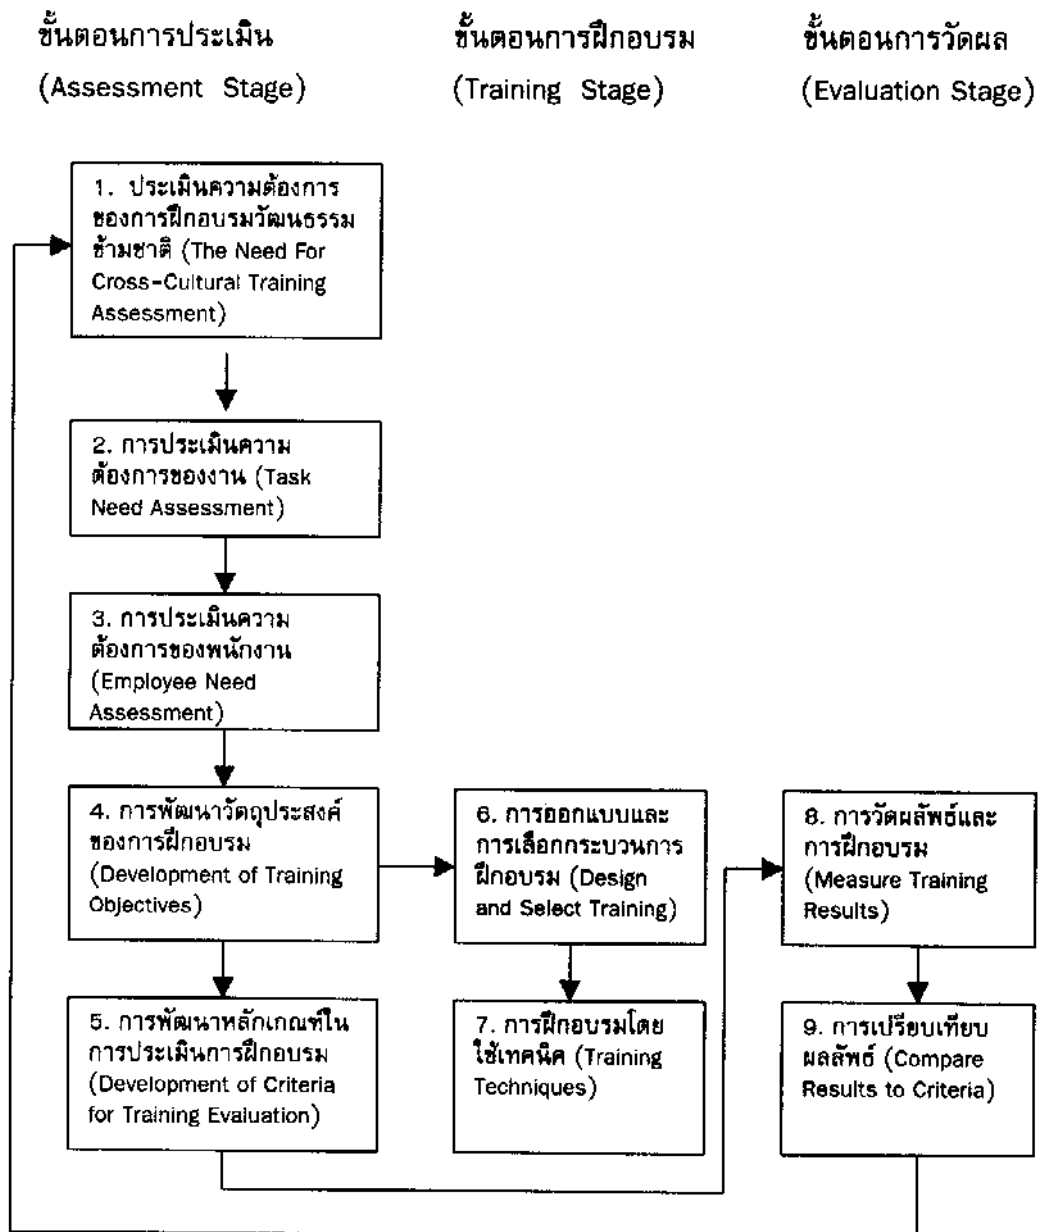 ขั้นตอนการประเมิน
(Assessment Stage)
ขั้นตอนการฝึกอบรม
(Training Stage)
ขั้นตอนการวัดผล
(Evaluation Stage)
1. ประเมินความต้องการ
ของการฝึกอบรมวัฒนธรรม
ข้ามชาติ (The Need For
Cross-Cultural Training
Assessment)
2. การประเมินความ
ต้องการของงาน (Task
Need Assessment)
3. การประเมินความ
ต้องการของพนักงาน
(Employee Need
Assessment)
4. การพัฒนาวัตถุประสงค์
ของการฝึกอบรม
(Development of Training
Objectives)
5. การพัฒนาหลักเกณฑ์ใน
การประเมินการฝึกอบรม
(Development of Criteria
for Training Evaluation)
6. การออกแบบและ
การเลือกกระบวนการ
ฝึกอบรม (Design
and Select Training)
7. การฝึกอบรมโดย
ใช้เทคนิค (Training
Techniques)
8. การวัดผลลัพธ์และ
การฝึกอบรม
(Measure Training
Results)
9. การเปรียบเทียบ
ผลลัพธ์ (Compare
Results to Criteria)